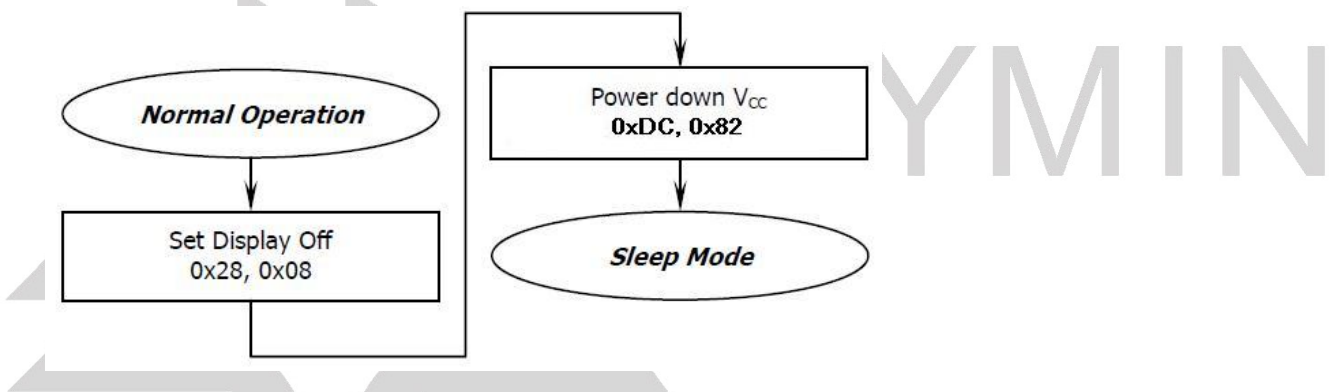 Normal Operation
Set Display Off
0x28, 0x08
Power down VCC
0xDC, 0x82
Sleep Mode
YMIN